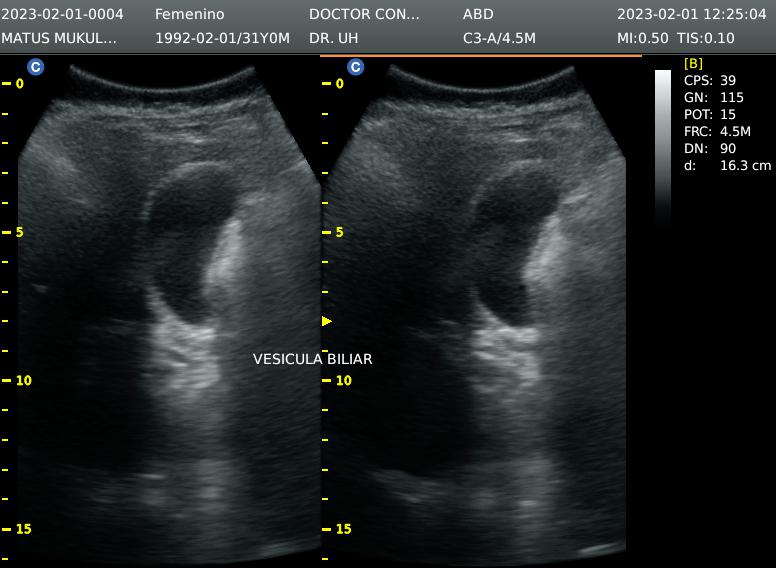 2023-02-01-0004 Femenino DOCTOR CON... ABD 2023-02-01 12:25:04
MATUS MUKUL... 1992-02-01/31Y0M DR. UH C3-A/4.5M MI:0.50 TIS:0.10
C C
[B]
CPS: 39
GN: 115
POT: 15
FRC: 4.5M
DN: 90
d: 16.3 cm
0 0
5 5
VESICULA BILIAR
10 10
15 15